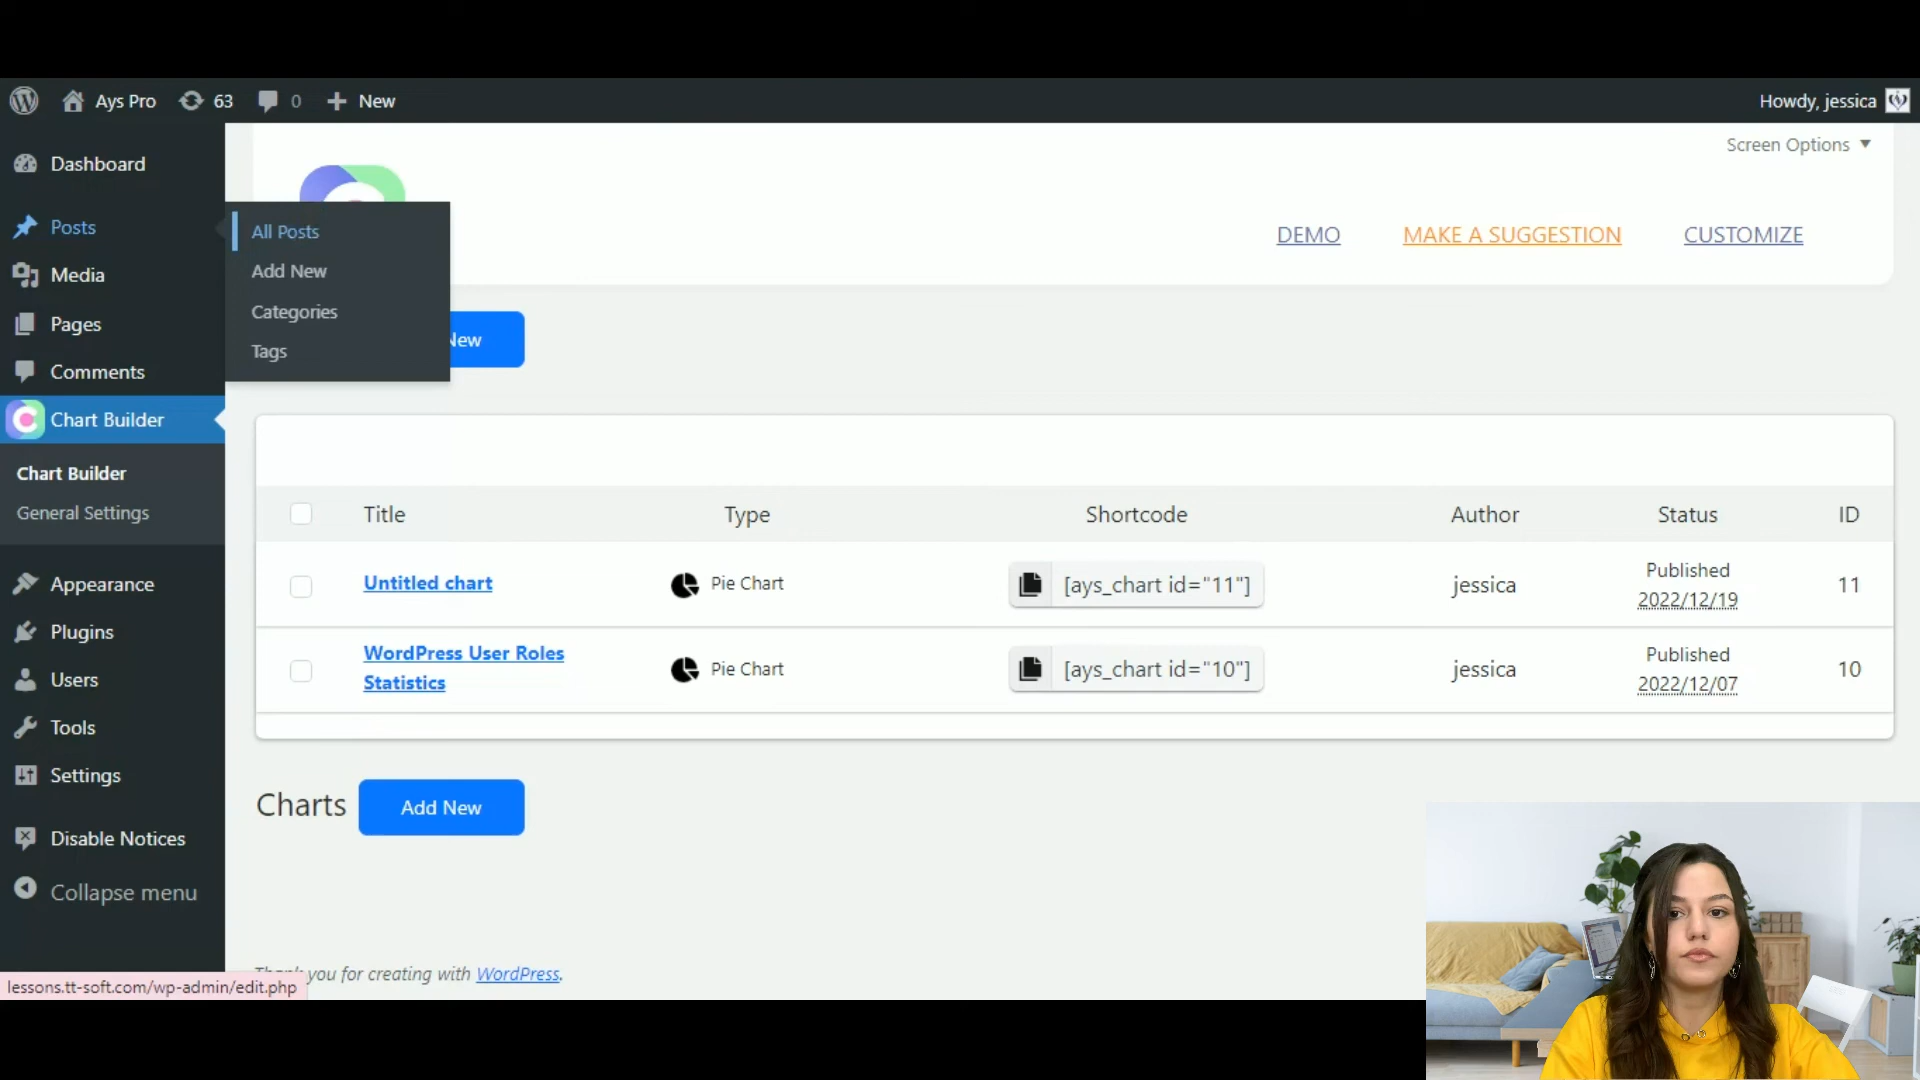 Ays Pro
63
0
New
Howdy, jessica
Screen Options
Dashboard
Posts
Media
Pages
Comments
Chart Builder
Chart Builder
General Settings
Appearance
Plugins
Users
Tools
Settings
Disable Notices
Collapse menu
All Posts
Add New
Categories
Tags
DEMO
MAKE A SUGGESTION
CUSTOMIZE
New
Title Type Shortcode Author Status ID
Untitled chart Pie Chart [ays_chart id="11"] jessica Published 11
2022/12/19
WordPress User Roles Pie Chart [ays_chart id="10"] jessica Published 10
Statistics 2022/12/07
Charts Add New
Thank you for creating with WordPress.
lessons.tt-soft.com/wp-admin/edit.php